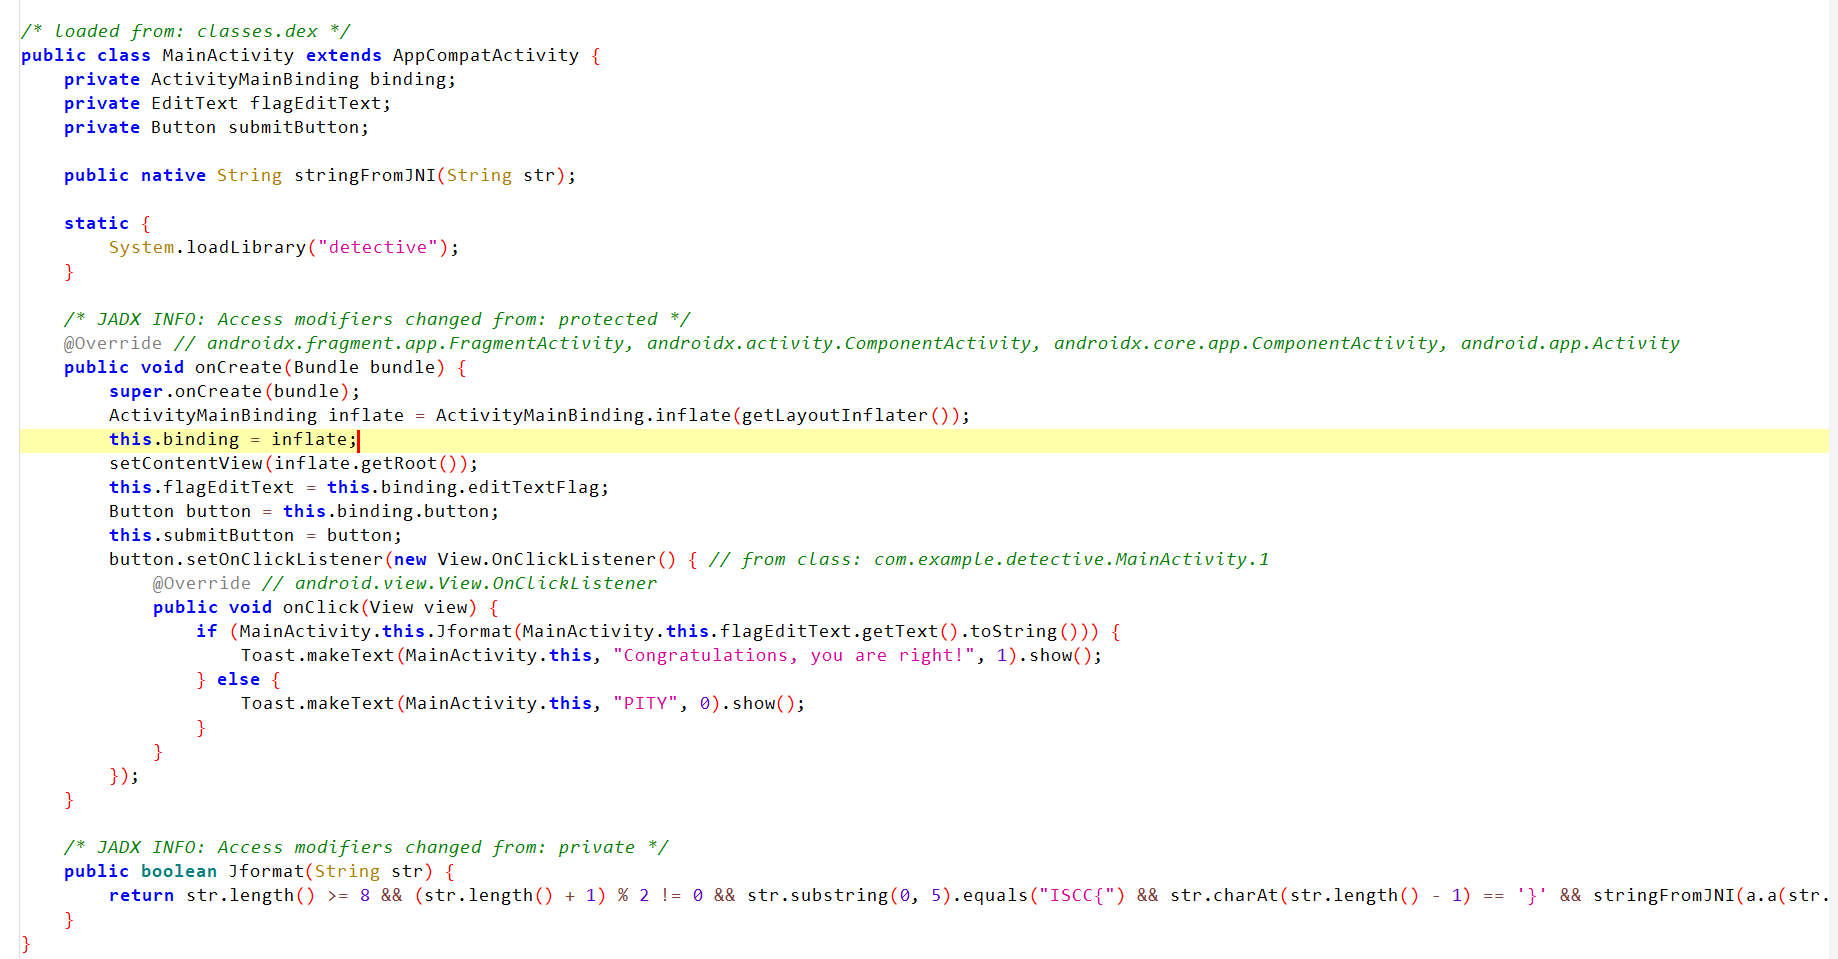 /* loaded from: classes.dex */
public class MainActivity extends AppCompatActivity {
    private ActivityMainBinding binding;
    private EditText flagEditText;
    private Button submitButton;

    public native String stringFromJNI(String str);

    static {
        System.loadLibrary("detective");
    }

    /* JADX INFO: Access modifiers changed from: protected */
    @Override // androidx.fragment.app.FragmentActivity, androidx.activity.ComponentActivity, androidx.core.app.ComponentActivity, android.app.Activity
    public void onCreate(Bundle bundle) {
        super.onCreate(bundle);
        ActivityMainBinding inflate = ActivityMainBinding.inflate(getLayoutInflater());
        this.binding = inflate;
        setContentView(inflate.getRoot());
        this.flagEditText = this.binding.editTextFlag;
        Button button = this.binding.button;
        this.submitButton = button;
        button.setOnClickListener(new View.OnClickListener() { // from class: com.example.detective.MainActivity.1
            @Override // android.view.View.OnClickListener
            public void onClick(View view) {
                if (MainActivity.this.Jformat(MainActivity.this.flagEditText.getText().toString())) {
                    Toast.makeText(MainActivity.this, "Congratulations, you are right!", 1).show();
                } else {
                    Toast.makeText(MainActivity.this, "PITY", 0).show();
                }
            }
        });
    }

    /* JADX INFO: Access modifiers changed from: private */
    public boolean Jformat(String str) {
        return str.length() >= 8 && (str.length() + 1) % 2 != 0 && str.substring(0, 5).equals("ISCC{") && str.charAt(str.length() - 1) == '}' && stringFromJNI(a.a(str.
    }
}